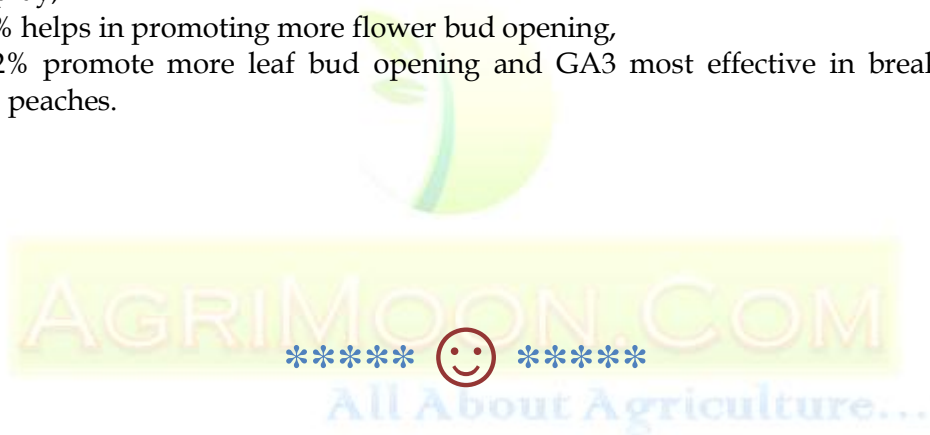 % helps in promoting more flower bud opening,
2% promote more leaf bud opening and GA3 most effective in
peaches.
AGRIMOON.COM
***** ☺ *****
All About Agriculture...